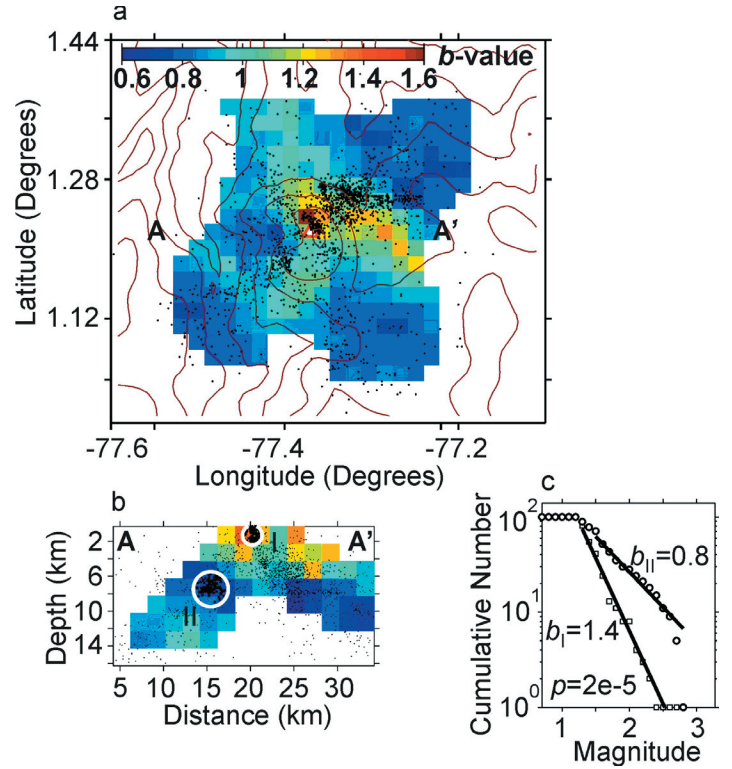 a
b-value
0.6 0.8 1 1.2 1.4 1.6
1.44
1.28
1.12
Latitude (Degrees)
A A'
-77.6 -77.4 -77.2
Longitude (Degrees)
b
A A'
I
II
2
6
10
14
Depth (km)
5 10 15 20 25 30
Distance (km)
c
10²
10¹
10⁰
Cumulative Number
bII=0.8
bI=1.4
p=2e-5
1 2 3
Magnitude